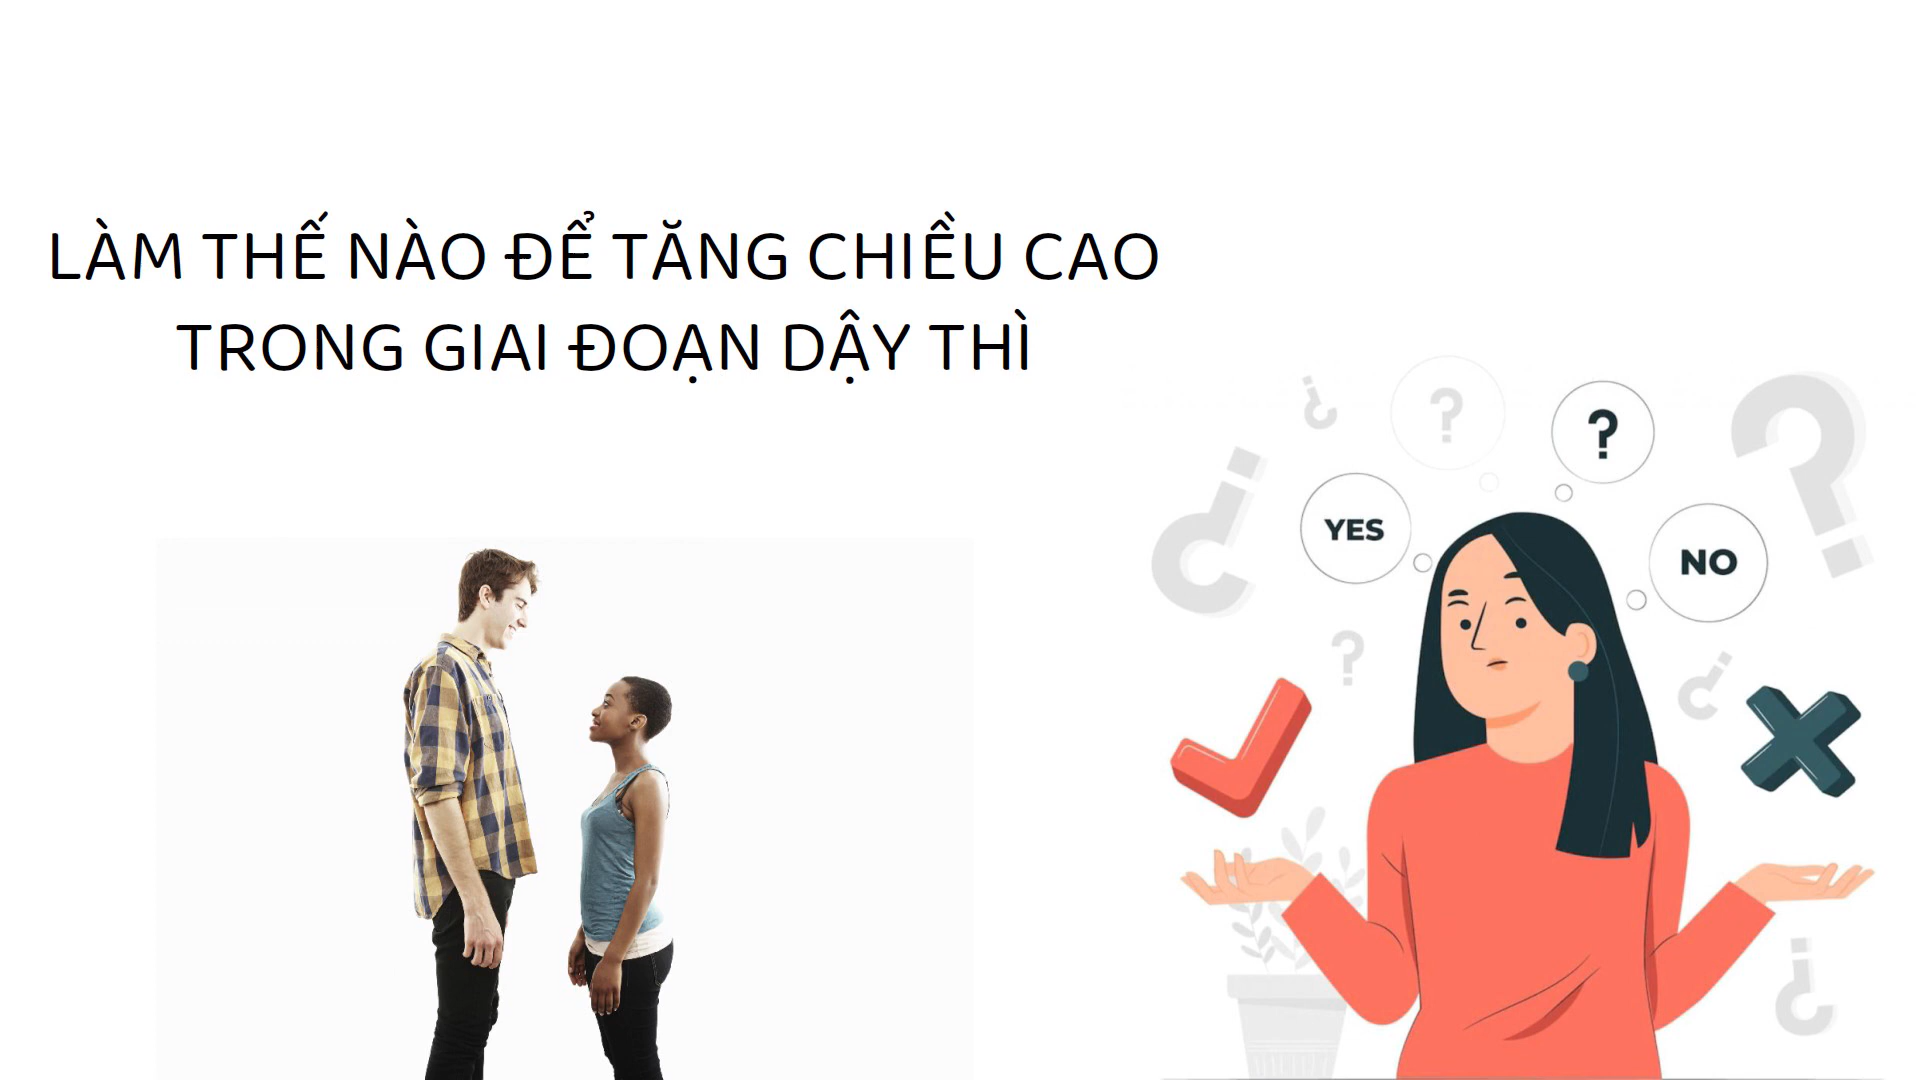 LÀM THẾ NÀO ĐỂ TĂNG CHIỀU CAO
TRONG GIAI ĐOẠN DẬY THÌ
?
?
?
?
YES
NO
?
?
?
?